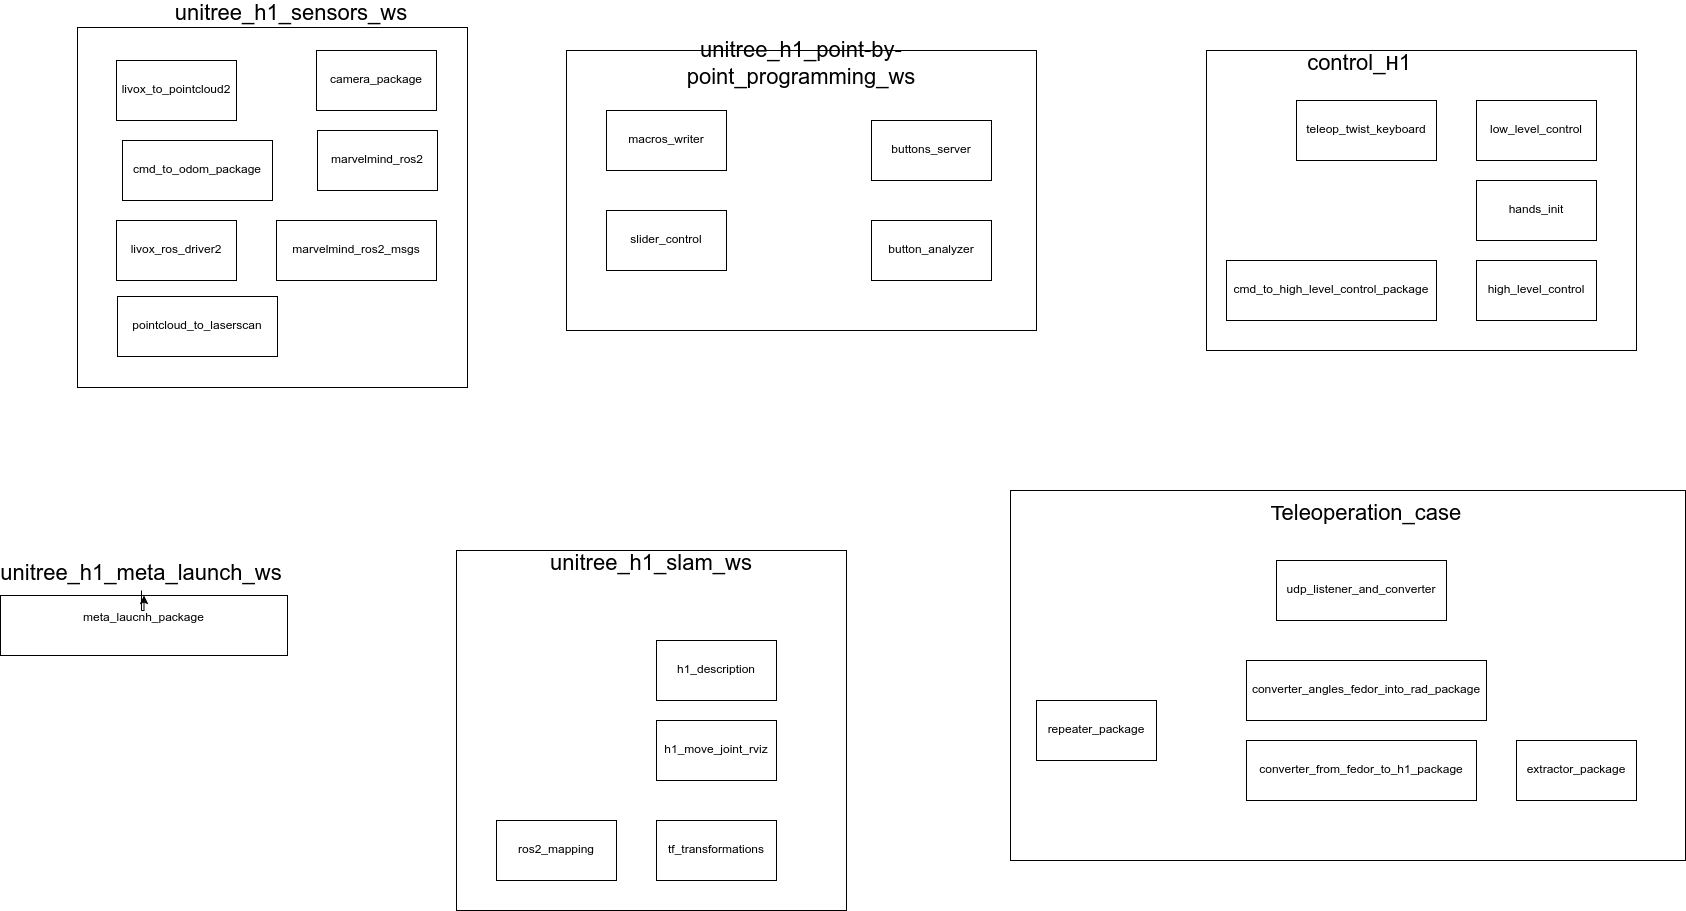 unitree_h1_sensors_ws
livox_to_pointcloud2
camera_package
cmd_to_odom_package
marvelmind_ros2
livox_ros_driver2
marvelmind_ros2_msgs
pointcloud_to_laserscan
unitree_h1_point-by-
point_programming_ws
macros_writer
buttons_server
slider_control
button_analyzer
control_H1
teleop_twist_keyboard
low_level_control
hands_init
cmd_to_high_level_control_package
high_level_control
unitree_h1_meta_launch_ws
meta_laucnh_package
unitree_h1_slam_ws
h1_description
h1_move_joint_rviz
ros2_mapping
tf_transformations
Teleoperation_case
udp_listener_and_converter
converter_angles_fedor_into_rad_package
repeater_package
converter_from_fedor_to_h1_package
extractor_package